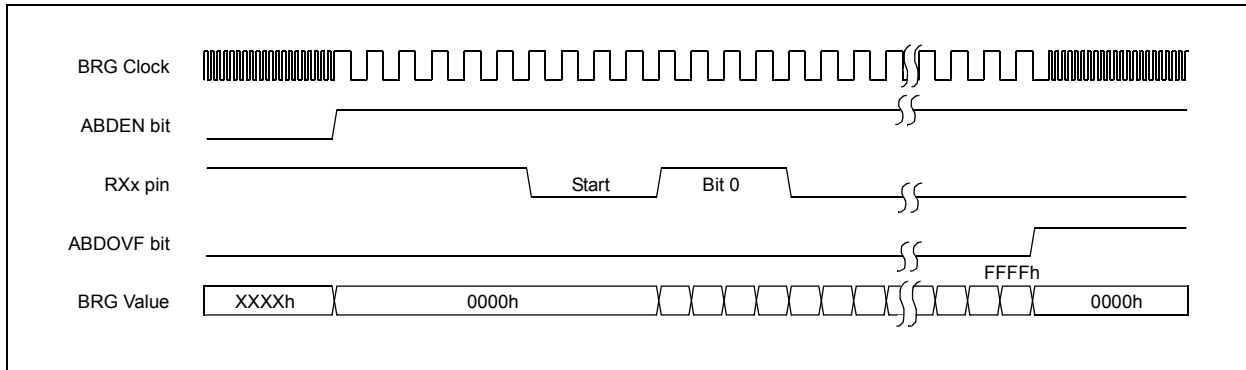 BRG Clock
ABDEN bit
RXx pin
Start
Bit 0
ABDOVF bit
FFFFh
BRG Value
XXXXh
0000h
0000h